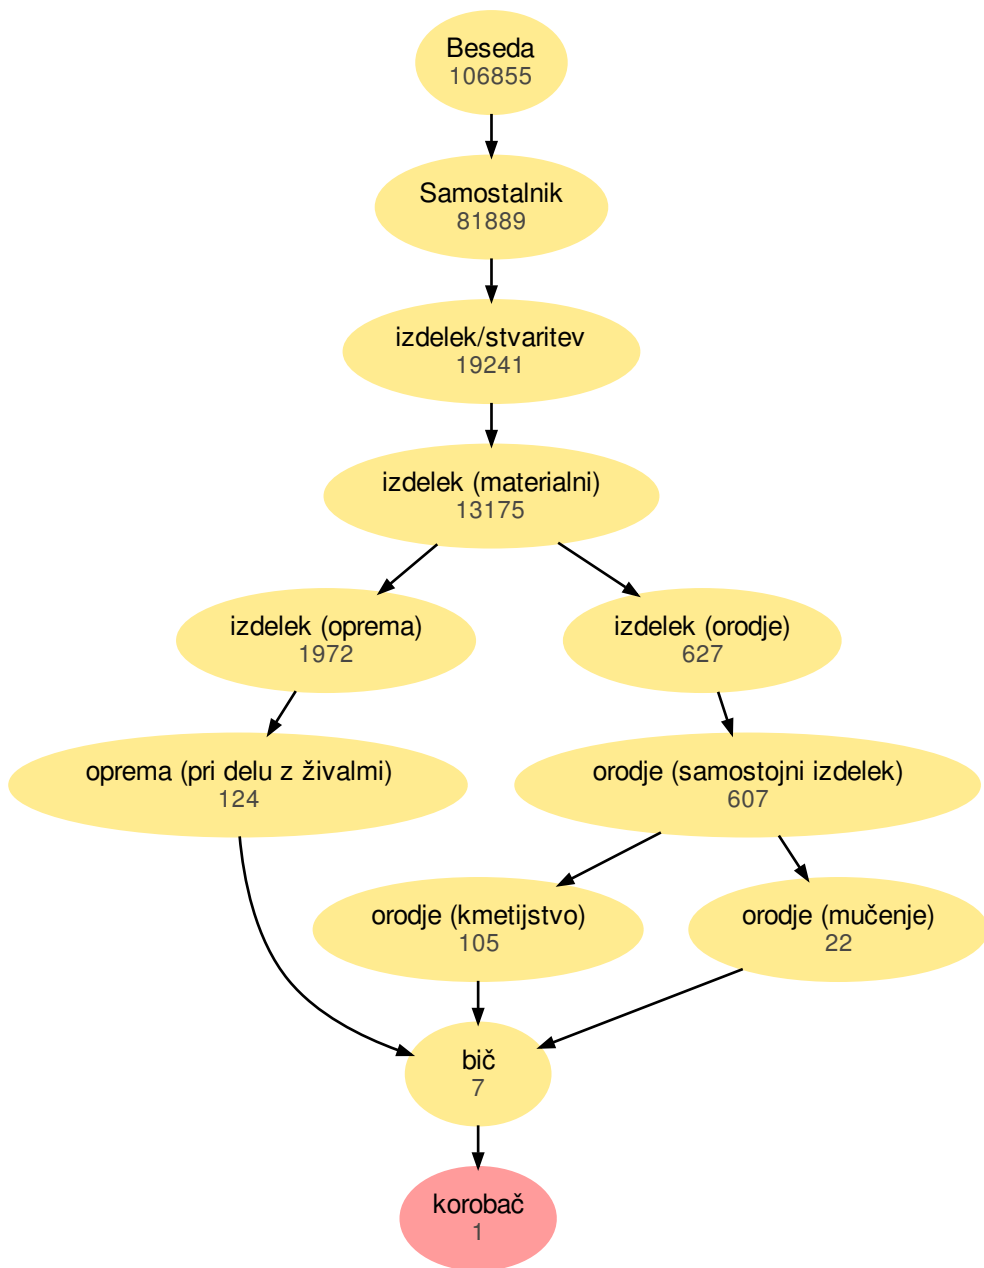 Beseda
106855
Samostalnik
81889
izdelek/stvaritev
19241
izdelek (materialni)
13175
izdelek (oprema)
1972
izdelek (orodje)
627
oprema (pri delu z živalmi)
124
orodje (samostojni izdelek)
607
orodje (kmetijstvo)
105
orodje (mučenje)
22
bič
7
korobač
1